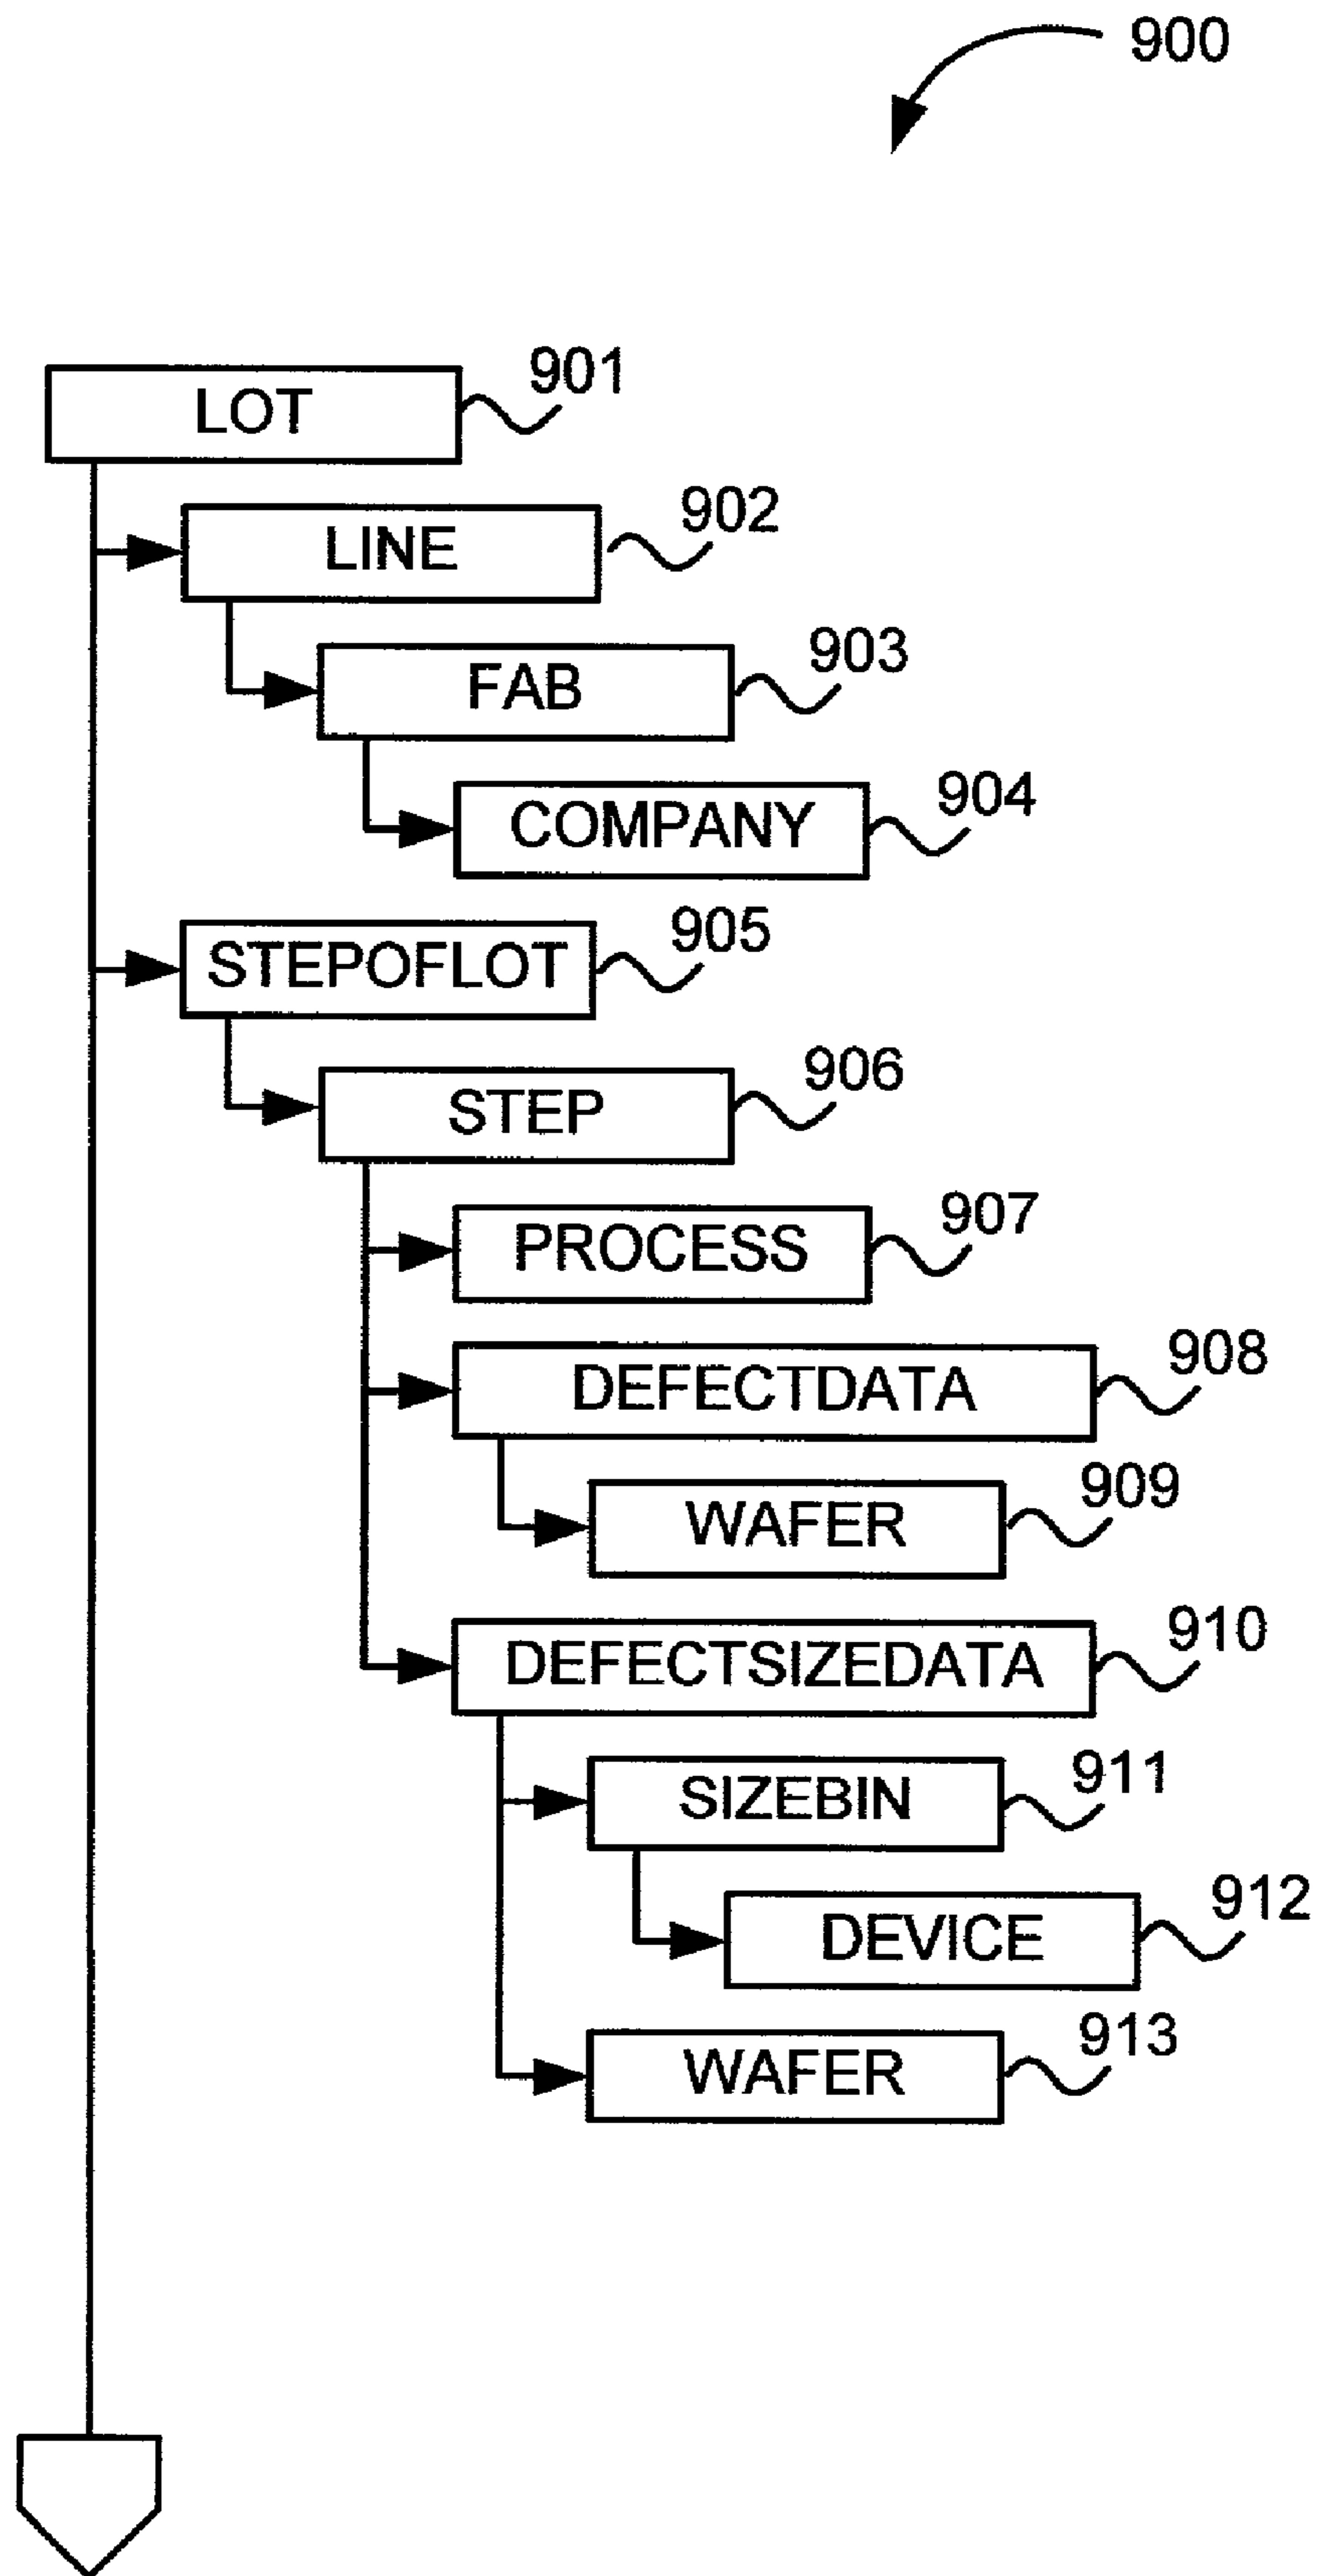 900
LOT 901
LINE 902
FAB 903
COMPANY 904
STEPOFLOT 905
STEP 906
PROCESS 907
DEFECTDATA 908
WAFER 909
DEFECTSIZEDATA 910
SIZEBIN 911
DEVICE 912
WAFER 913